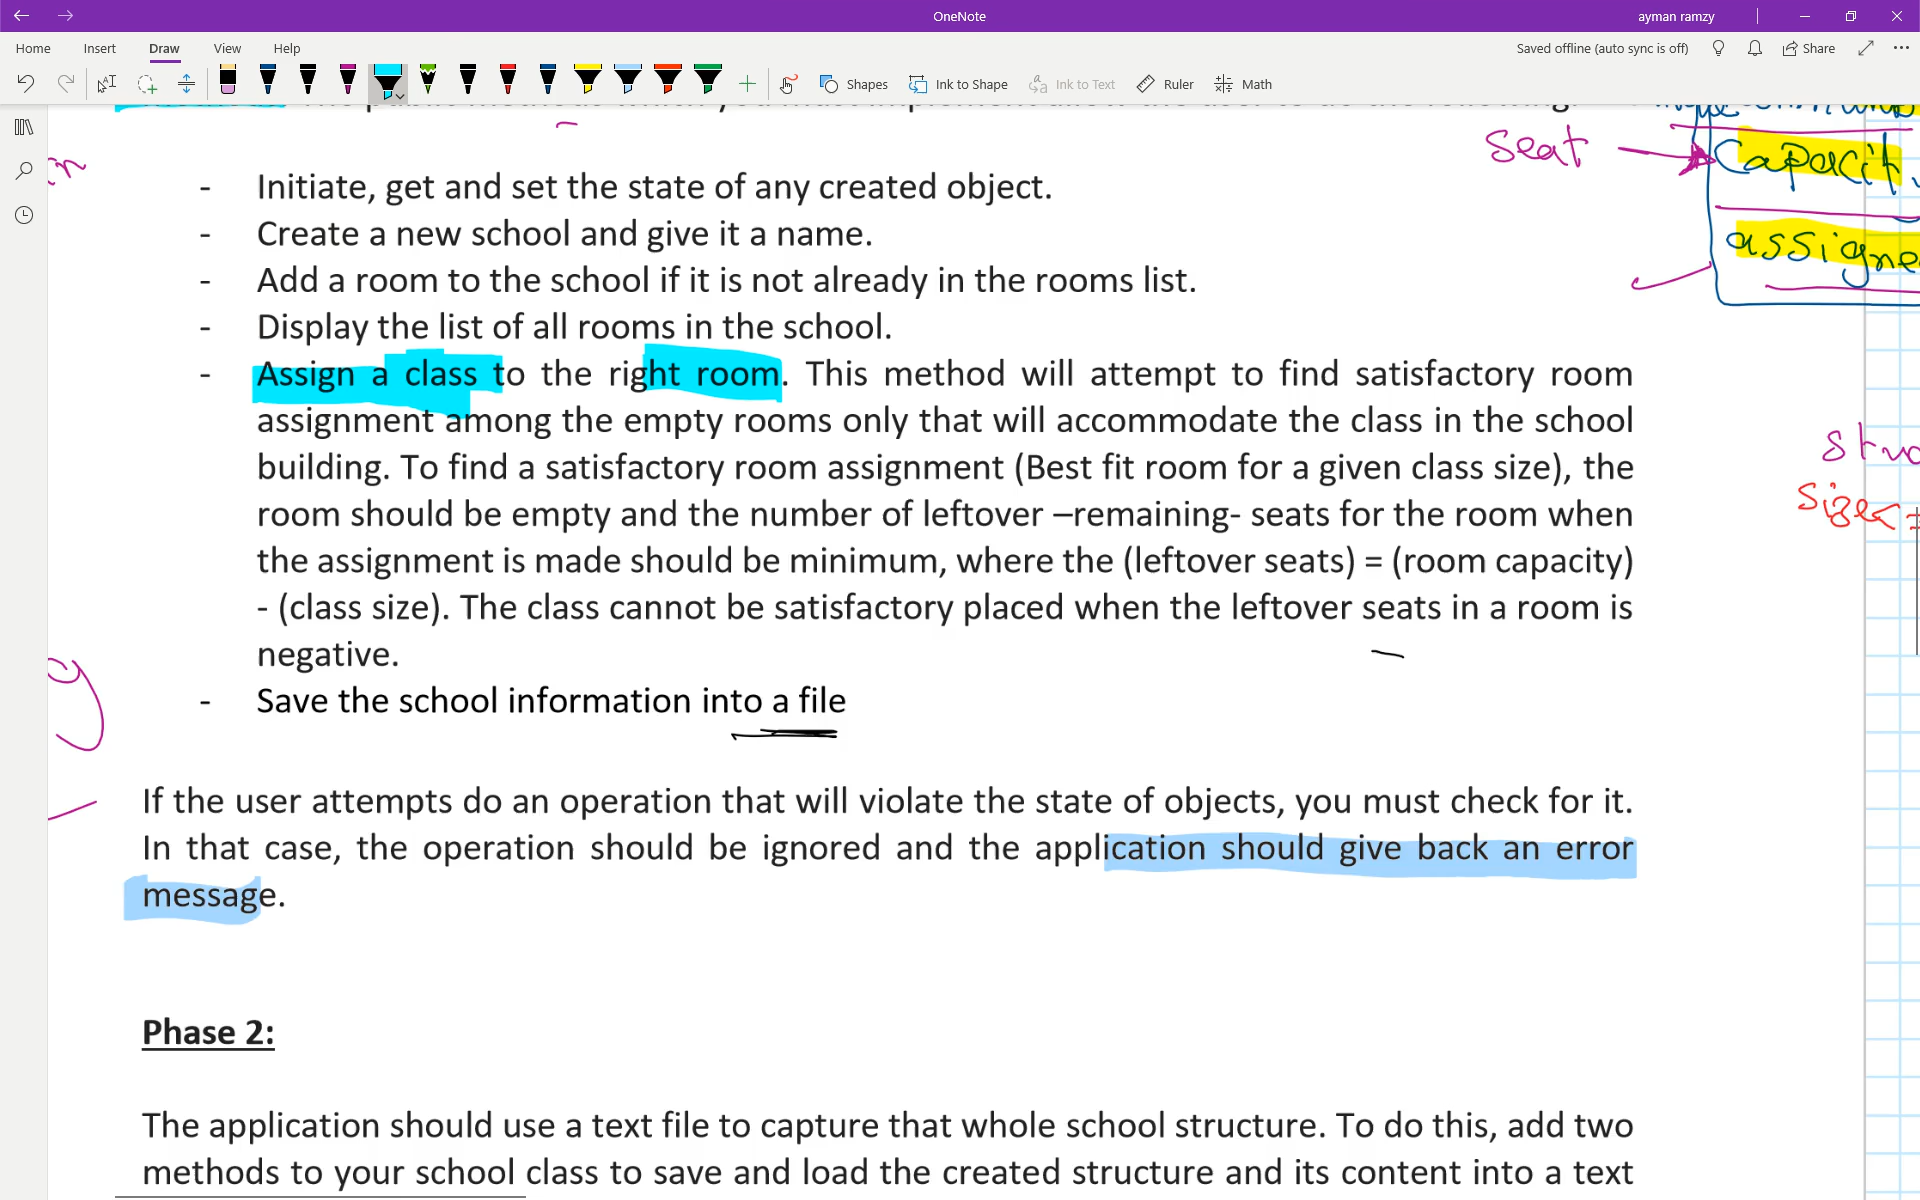 OneNote
ayman ramzy
Home Insert Draw View Help
Saved offline (auto sync is off) Share
Shapes Ink to Shape Ink to Text Ruler Math
seat
- Initiate, get and set the state of any created object.
- Create a new school and give it a name.
- Add a room to the school if it is not already in the rooms list.
- Display the list of all rooms in the school.
- Assign a class to the right room. This method will attempt to find satisfactory room
assignment among the empty rooms only that will accommodate the class in the school
building. To find a satisfactory room assignment (Best fit room for a given class size), the
room should be empty and the number of leftover –remaining- seats for the room when
the assignment is made should be minimum, where the (leftover seats) = (room capacity)
- (class size). The class cannot be satisfactory placed when the leftover seats in a room is
negative.
- Save the school information into a file
If the user attempts do an operation that will violate the state of objects, you must check for it.
In that case, the operation should be ignored and the application should give back an error
message.
Phase 2:
The application should use a text file to capture that whole school structure. To do this, add two
methods to your school class to save and load the created structure and its content into a text
Capacit
assigne